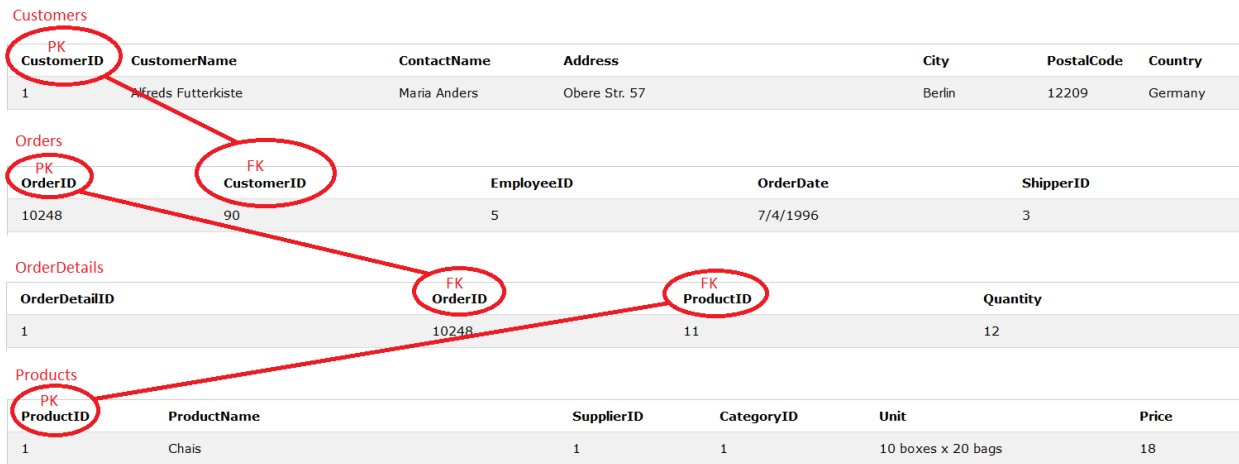 Customers
PK
CustomerID CustomerName ContactName Address City PostalCode Country
1 Alfreds Futterkiste Maria Anders Obere Str. 57 Berlin 12209 Germany
Orders
PK FK
OrderID CustomerID EmployeeID OrderDate ShipperID
10248 90 5 7/4/1996 3
OrderDetails
FK FK
OrderDetailID OrderID ProductID Quantity
1 10248 11 12
Products
PK
ProductID ProductName SupplierID CategoryID Unit Price
1 Chais 1 1 10 boxes x 20 bags 18